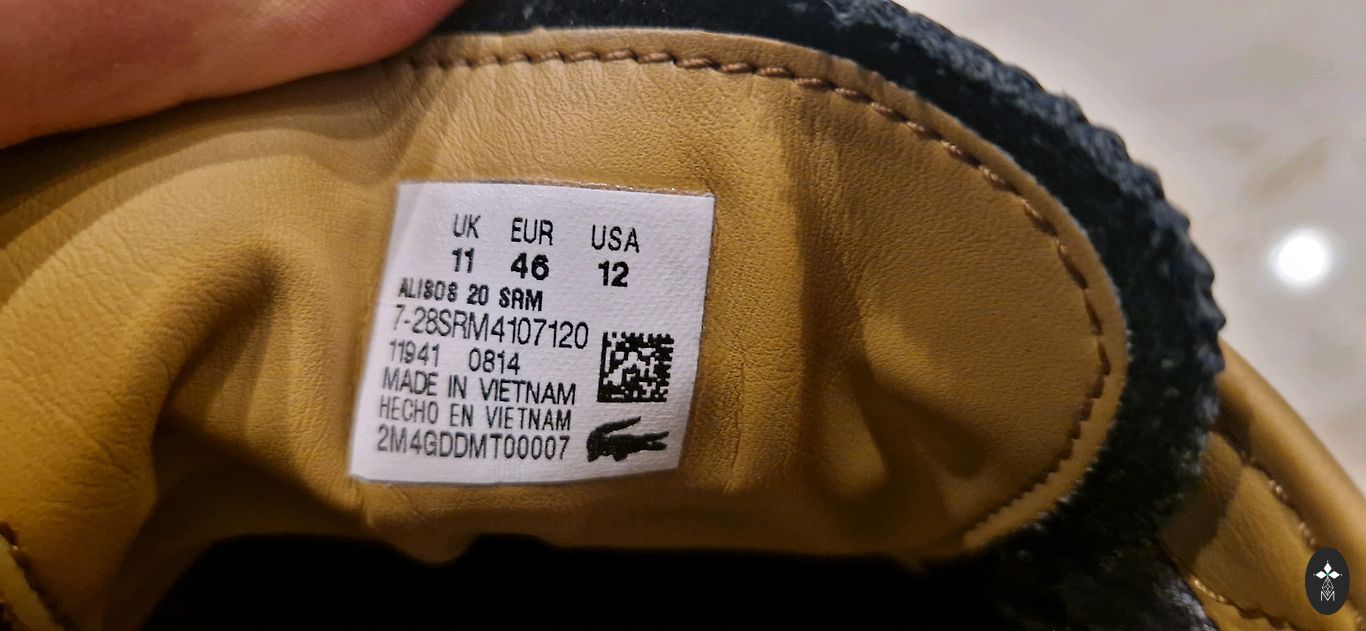 UK EUR USA
11 46 12
ALISOS 20 SRM
7-28SRM4107120
11941 0814
MADE IN VIETNAM
HECHO EN VIETNAM
2M4GDDMT00007
M